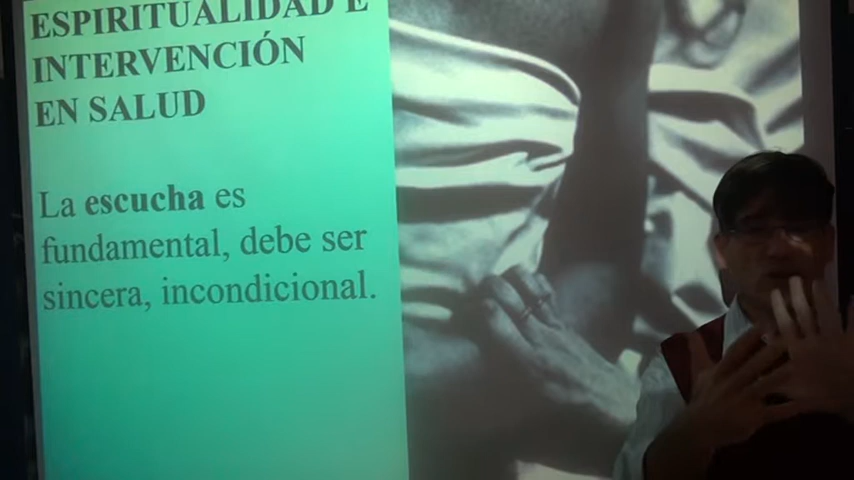 ESPIRITUALIDAD E
INTERVENCIÓN
EN SALUD
La escucha es
fundamental, debe ser
sincera, incondicional.